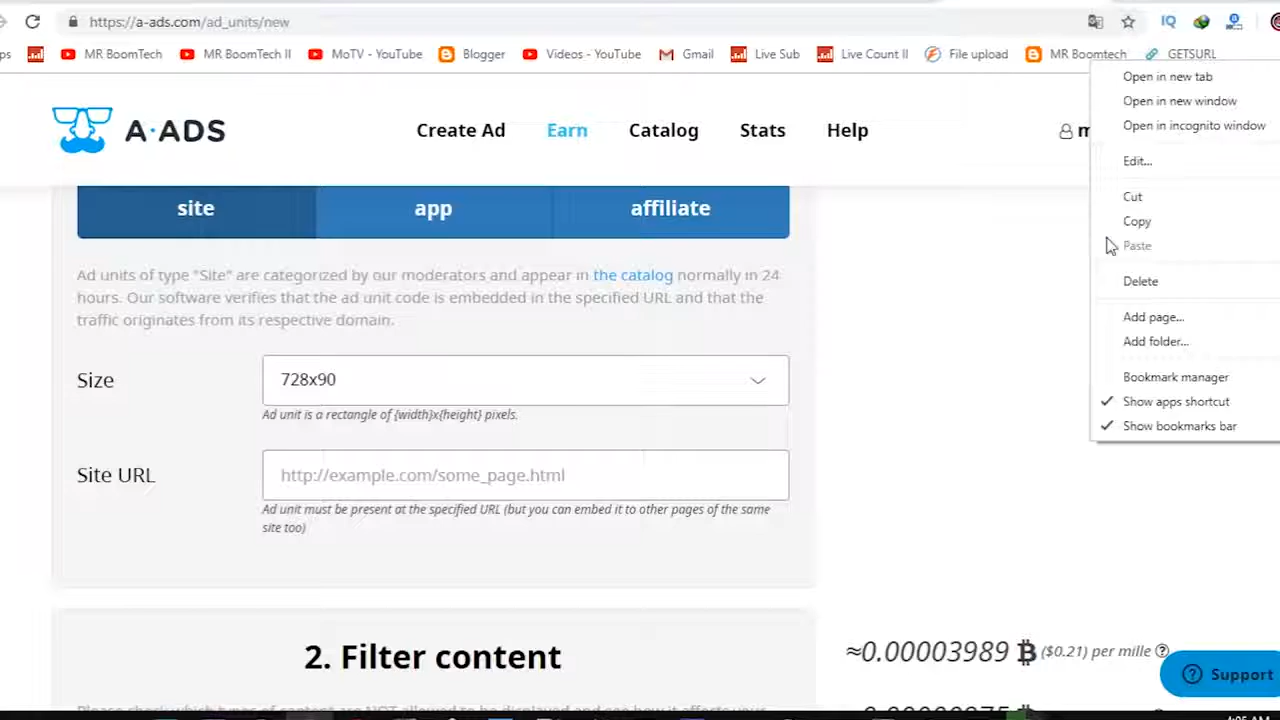 https://a-ads.com/ad_units/new
IQ
MR BoomTech
MR BoomTech II
MoTV - YouTube
Blogger
Videos - YouTube
Gmail
Live Sub
Live Count II
File upload
MR Boomtech
GETSURL
A·ADS
Create Ad
Earn
Catalog
Stats
Help
Open in new tab
Open in new window
Open in incognito window
Edit...
Cut
Copy
Paste
Delete
Add page...
Add folder...
Bookmark manager
Show apps shortcut
Show bookmarks bar
site
app
affiliate
Ad units of type "Site" are categorized by our moderators and appear in the catalog normally in 24
hours. Our software verifies that the ad unit code is embedded in the specified URL and that the
traffic originates from its respective domain.
Size
728x90
Ad unit is a rectangle of {width}x{height} pixels.
Site URL
http://example.com/some_page.html
Ad unit must be present at the specified URL (but you can embed it to other pages of the same
site too)
2. Filter content
≈0.00003989 ₿ ($0.21) per mille
Support